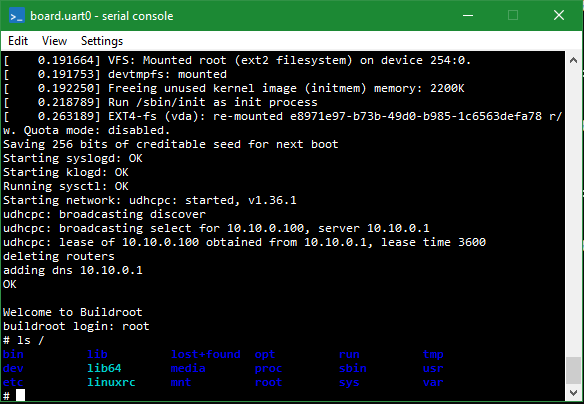 board.uart0 - serial console
Edit View Settings
[    0.191664] VFS: Mounted root (ext2 filesystem) on device 254:0.
[    0.191753] devtmpfs: mounted
[    0.192250] Freeing unused kernel image (initmem) memory: 2200K
[    0.218789] Run /sbin/init as init process
[    0.263189] EXT4-fs (vda): re-mounted e8971e97-b73b-49d0-b985-1c6563defa78 r/
w. Quota mode: disabled.
Saving 256 bits of creditable seed for next boot
Starting syslogd: OK
Starting klogd: OK
Running sysctl: OK
Starting network: udhcpc: started, v1.36.1
udhcpc: broadcasting discover
udhcpc: broadcasting select for 10.10.0.100, server 10.10.0.1
udhcpc: lease of 10.10.0.100 obtained from 10.10.0.1, lease time 3600
deleting routers
adding dns 10.10.0.1
OK
Welcome to Buildroot
buildroot login: root
# ls /
bin         lib         lost+found  opt         run         tmp
dev         lib64       media       proc        sbin        usr
etc         linuxrc     mnt         root        sys         var
#